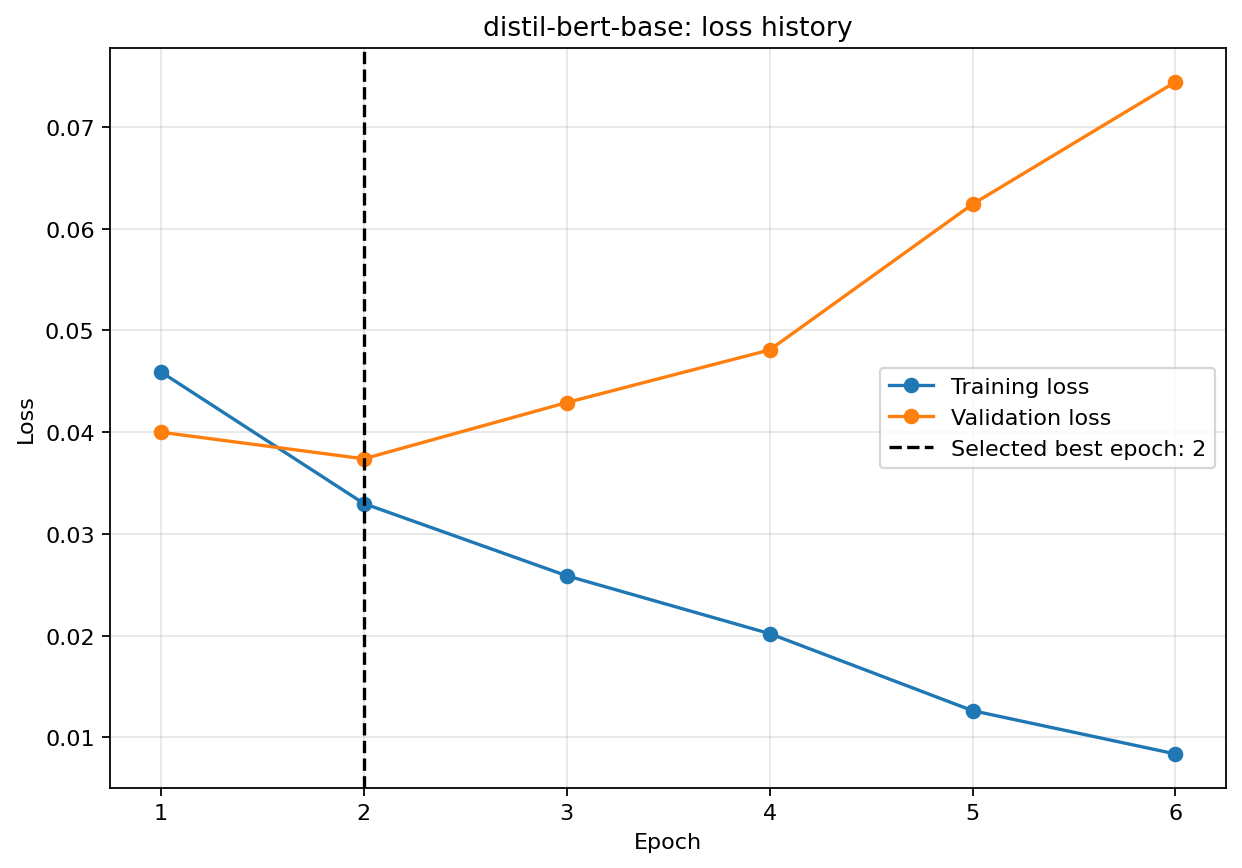 distil-bert-base: loss history
Loss
0.07
0.06
0.05
0.04
0.03
0.02
0.01
Training loss
Validation loss
Selected best epoch: 2
1 2 3 4 5 6
Epoch